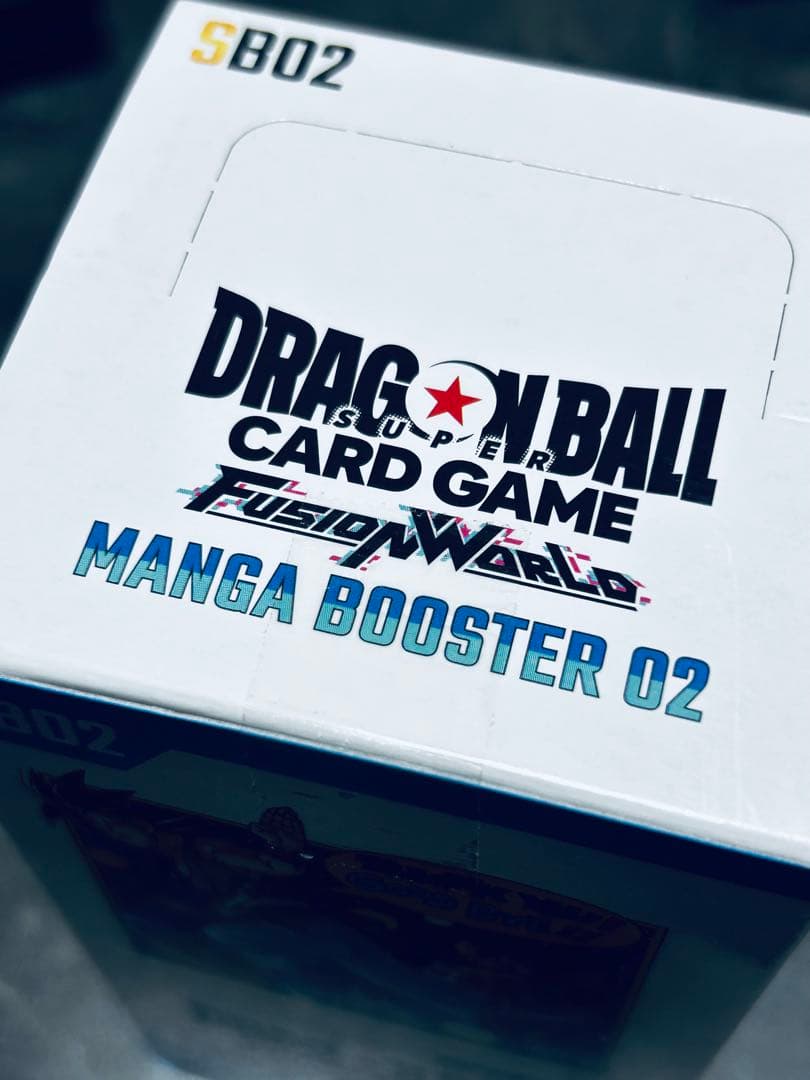 SB02
DRAGON BALL
SUPER
CARD GAME
FUSION WORLD
MANGA BOOSTER 02
SB02